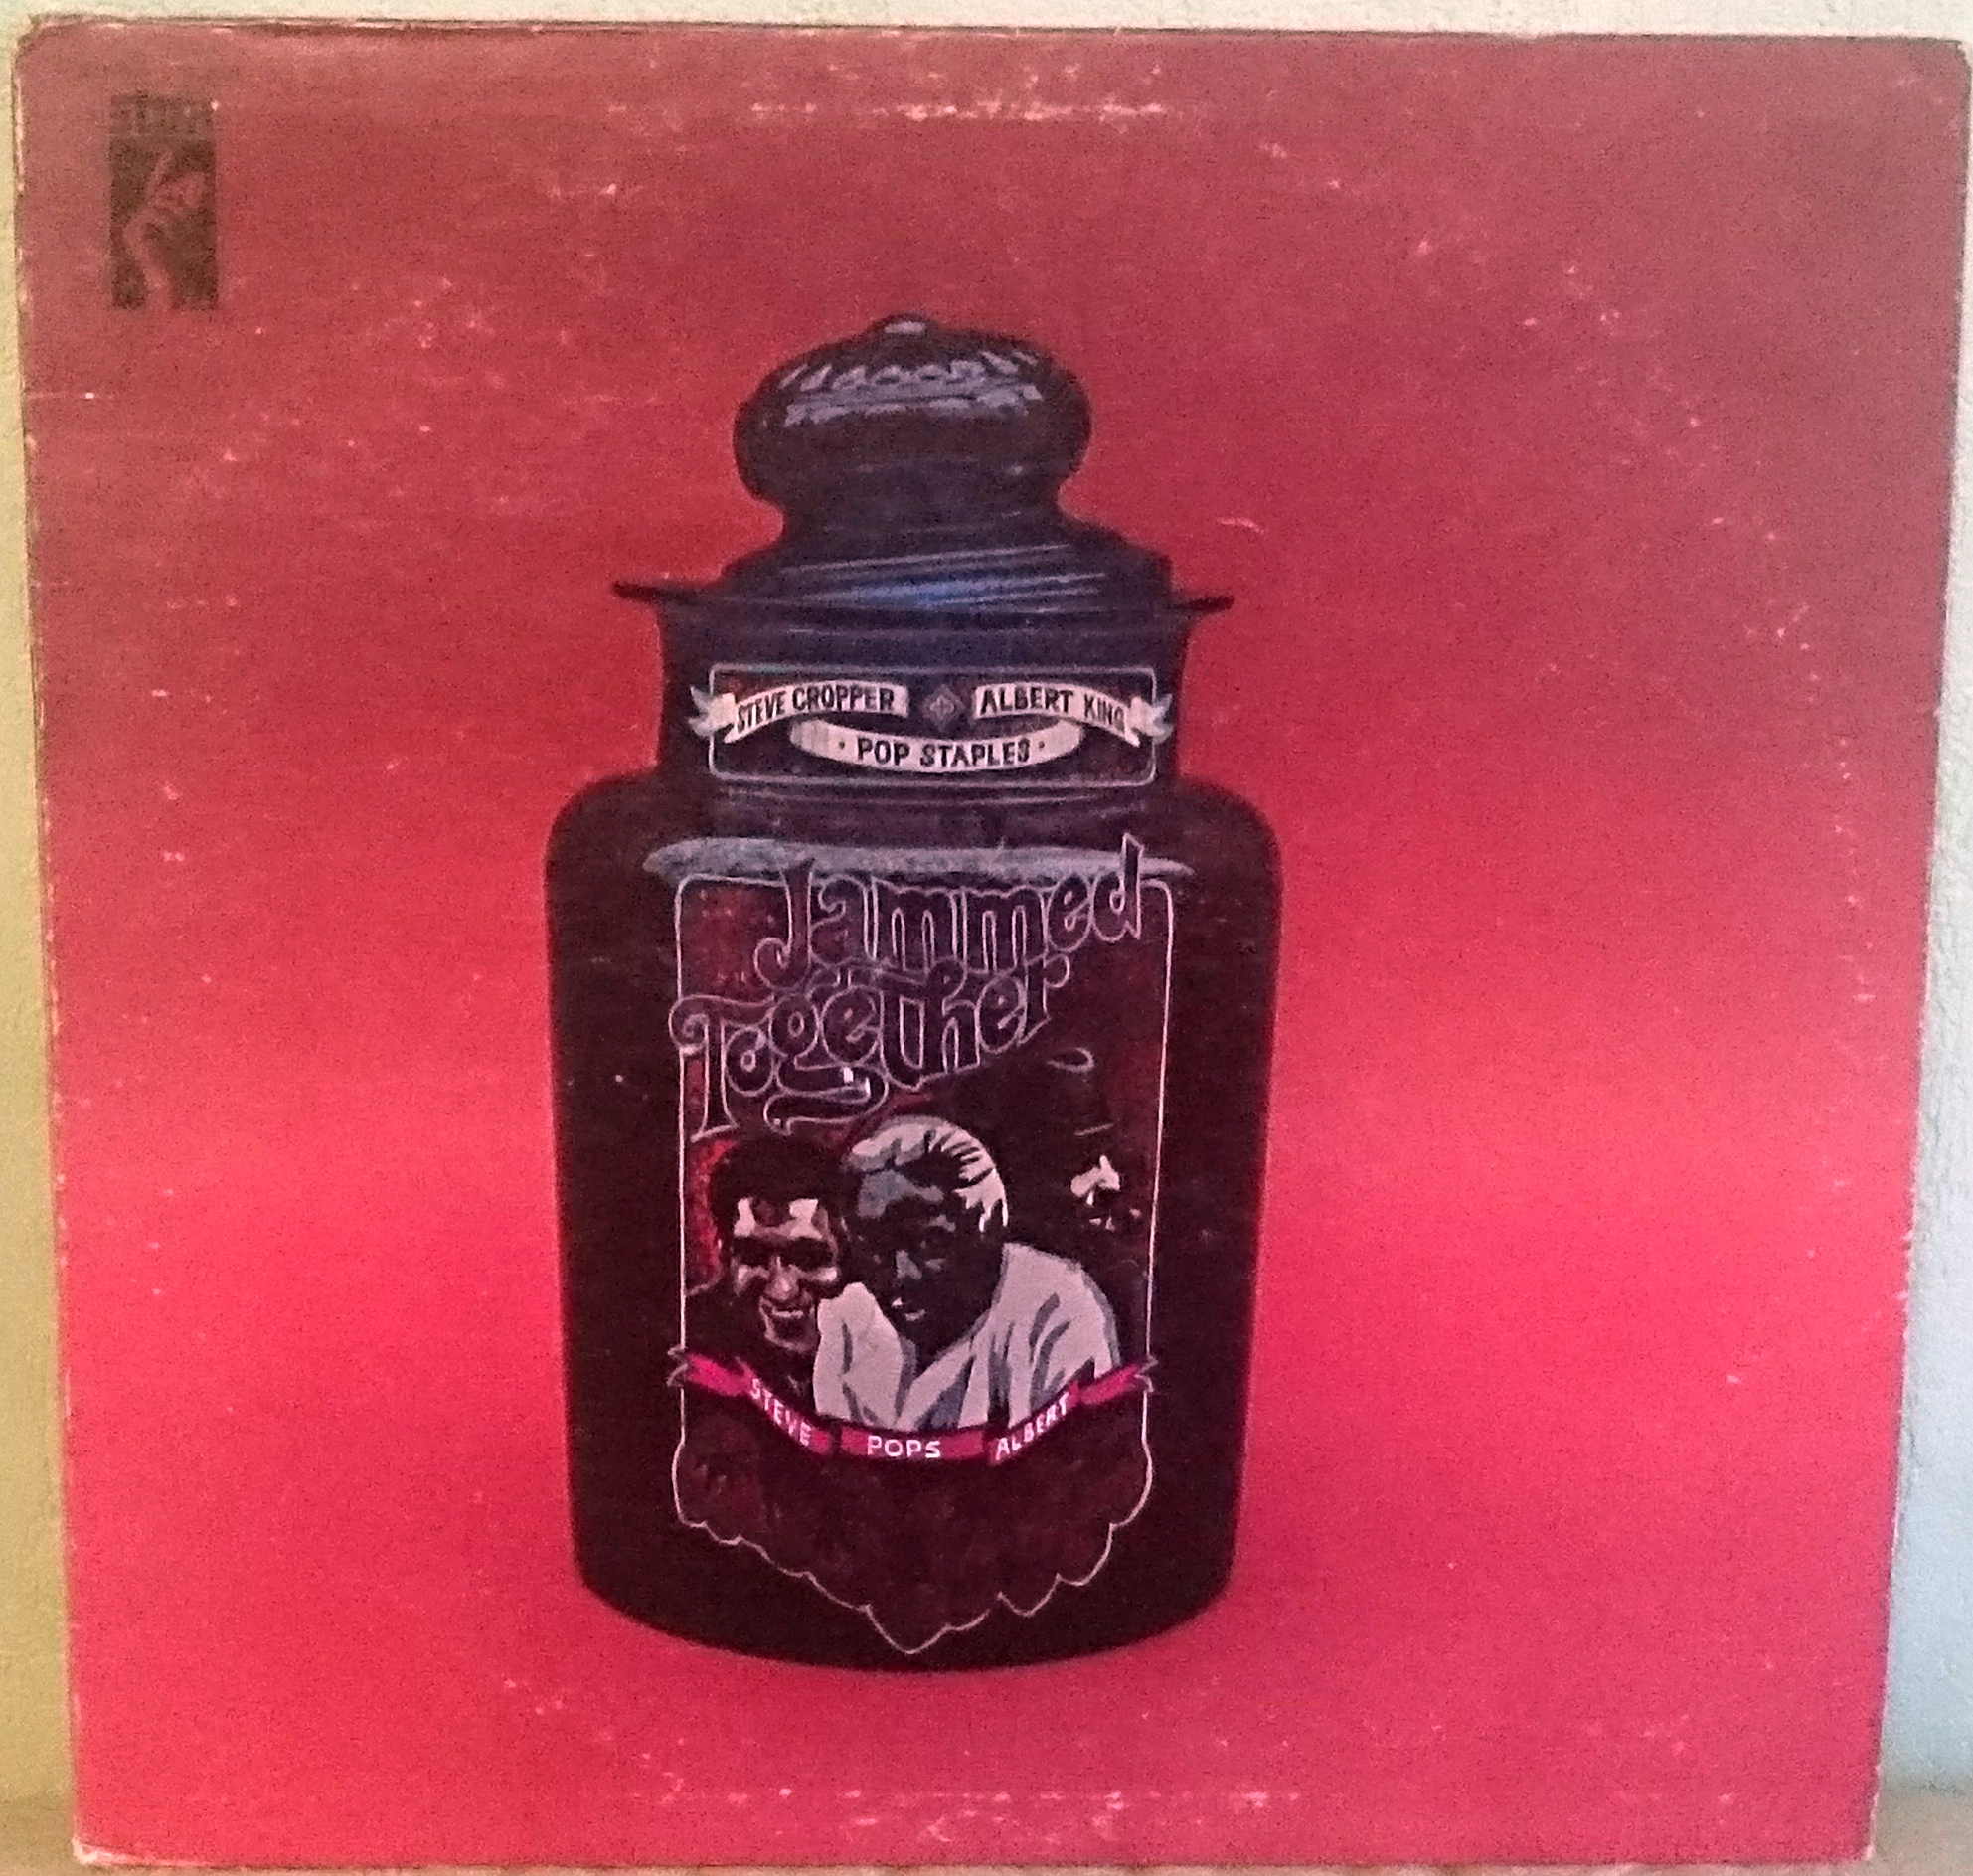 STEVE CROPPER ALBERT KING
· POP STAPLES ·
Jammed
Together
STEVE POPS ALBERT